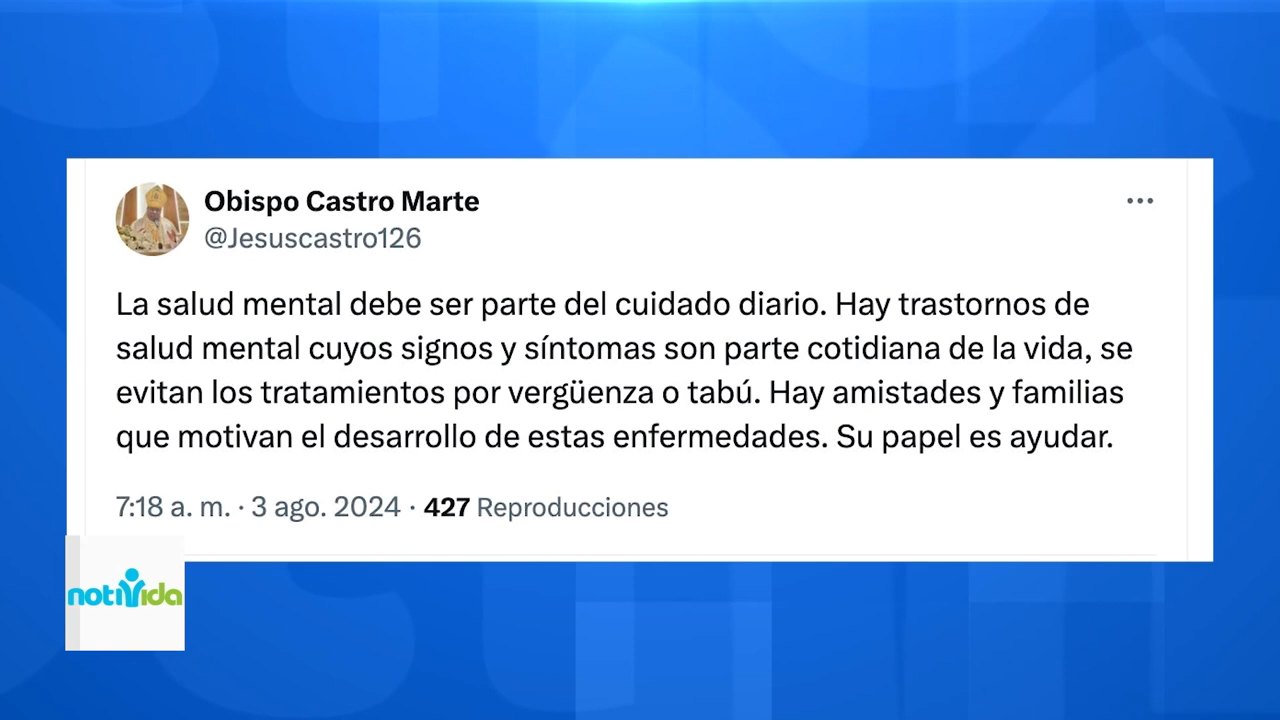 Obispo Castro Marte
@Jesuscastro126
La salud mental debe ser parte del cuidado diario. Hay trastornos de
salud mental cuyos signos y síntomas son parte cotidiana de la vida, se
evitan los tratamientos por vergüenza o tabú. Hay amistades y familias
que motivan el desarrollo de estas enfermedades. Su papel es ayudar.
7:18 a. m. · 3 ago. 2024 · 427 Reproducciones
notiVida